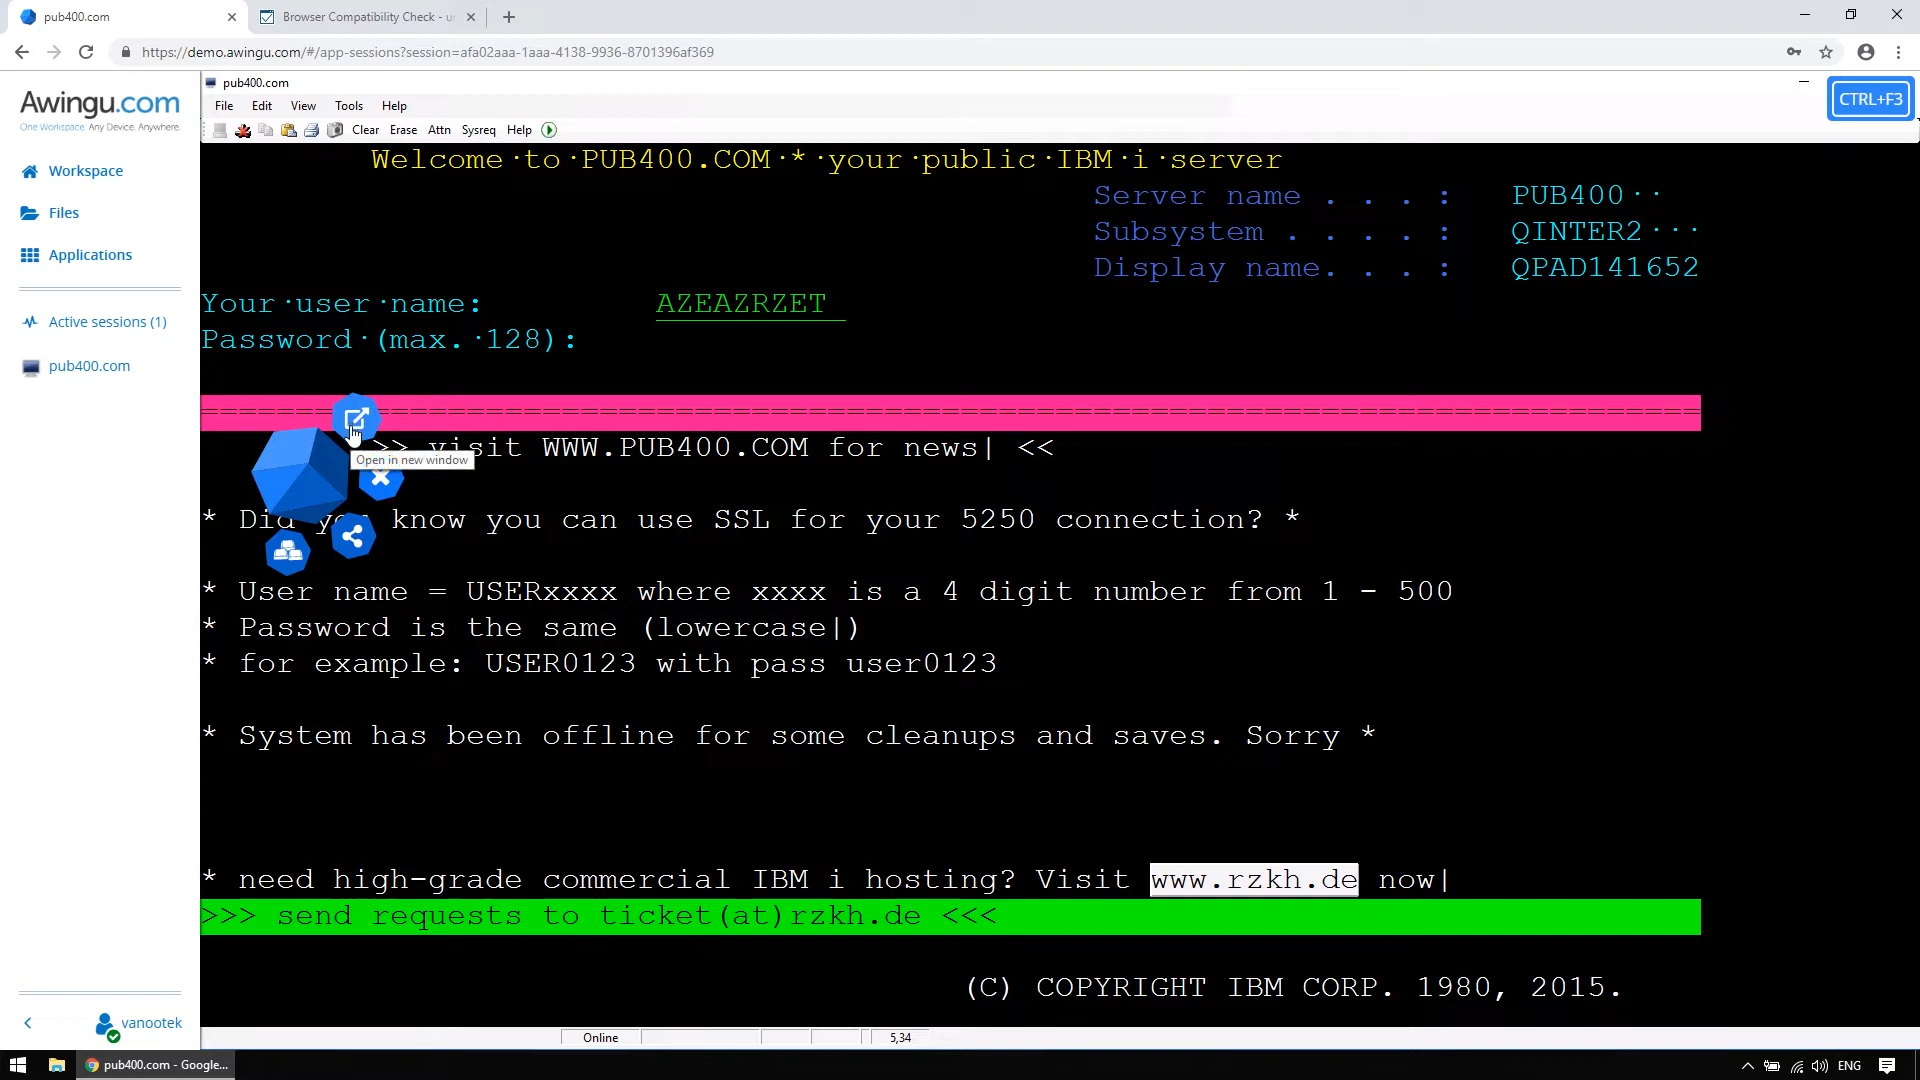 pub400.com
Browser Compatibility Check - u
https://demo.awingu.com/#/app-sessions?session=afa02aaa-1aaa-4138-9936-8701396af369
Awingu.com
One Workspace. Any Device. Anywhere.
Workspace
Files
Applications
Active sessions (1)
pub400.com
pub400.com
CTRL+F3
File Edit View Tools Help
Clear Erase Attn Sysreq Help
Welcome·to·PUB400.COM·*·your·public·IBM·i·server
Server name . . . : PUB400··
Subsystem . . . . : QINTER2···
Display name. . . : QPAD141652
Your·user·name: AZEAZRZET
Password·(max.·128):
================================================================================
>> visit WWW.PUB400.COM for news| <<
Open in new window
* Did you know you can use SSL for your 5250 connection? *
* User name = USERxxxx where xxxx is a 4 digit number from 1 - 500
* Password is the same (lowercase|)
* for example: USER0123 with pass user0123
* System has been offline for some cleanups and saves. Sorry *
* need high-grade commercial IBM i hosting? Visit www.rzkh.de now|
>>> send requests to ticket(at)rzkh.de <<<
(C) COPYRIGHT IBM CORP. 1980, 2015.
vanootek
Online 5,34
pub400.com - Google...
ENG